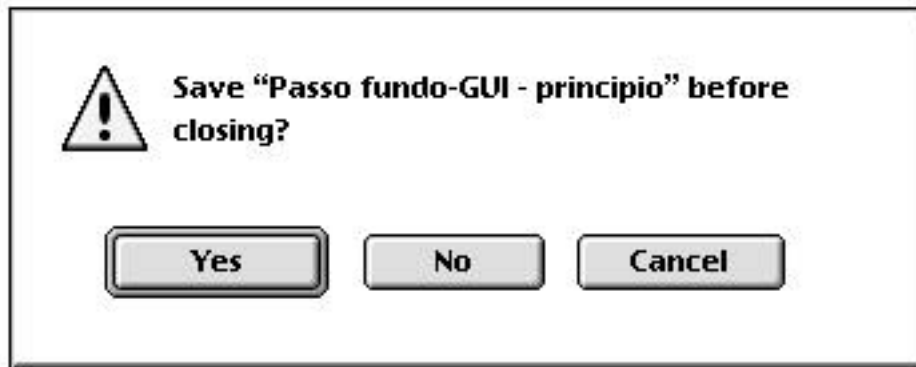 Save “Passo fundo-GUI - principio” before
closing?
Yes No Cancel